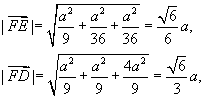 |\overrightarrow{FE}| = \sqrt{\frac{a^2}{9} + \frac{a^2}{36} + \frac{a^2}{36}} = \frac{\sqrt{6}}{6} a,
|\overrightarrow{FD}| = \sqrt{\frac{a^2}{9} + \frac{a^2}{9} + \frac{4a^2}{9}} = \frac{\sqrt{6}}{3} a,